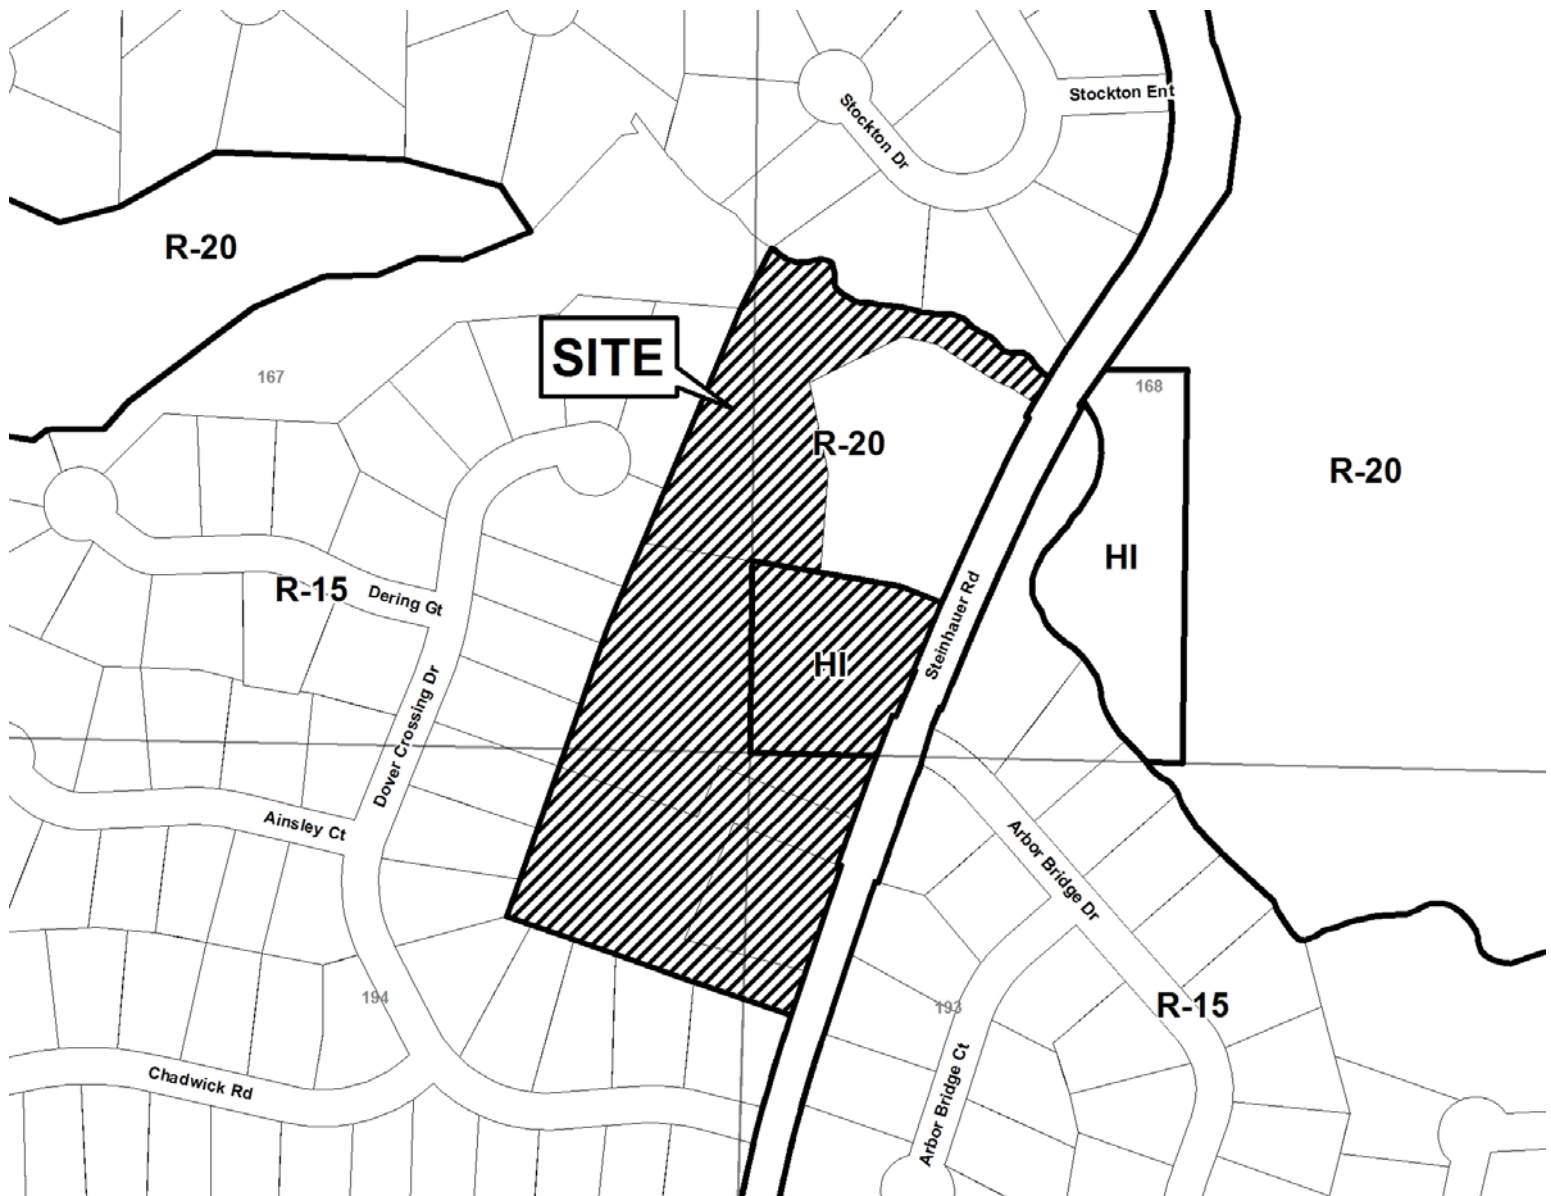 Stockton Ent
Stockton Dr
R-20
SITE
167
168
R-20
R-20
HI
R-15
Dering Gt
Steinhauer Rd
HI
Dover Crossing Dr
Ainsley Ct
Arbor Bridge Dr
194
193
R-15
Chadwick Rd
Arbor Bridge Ct